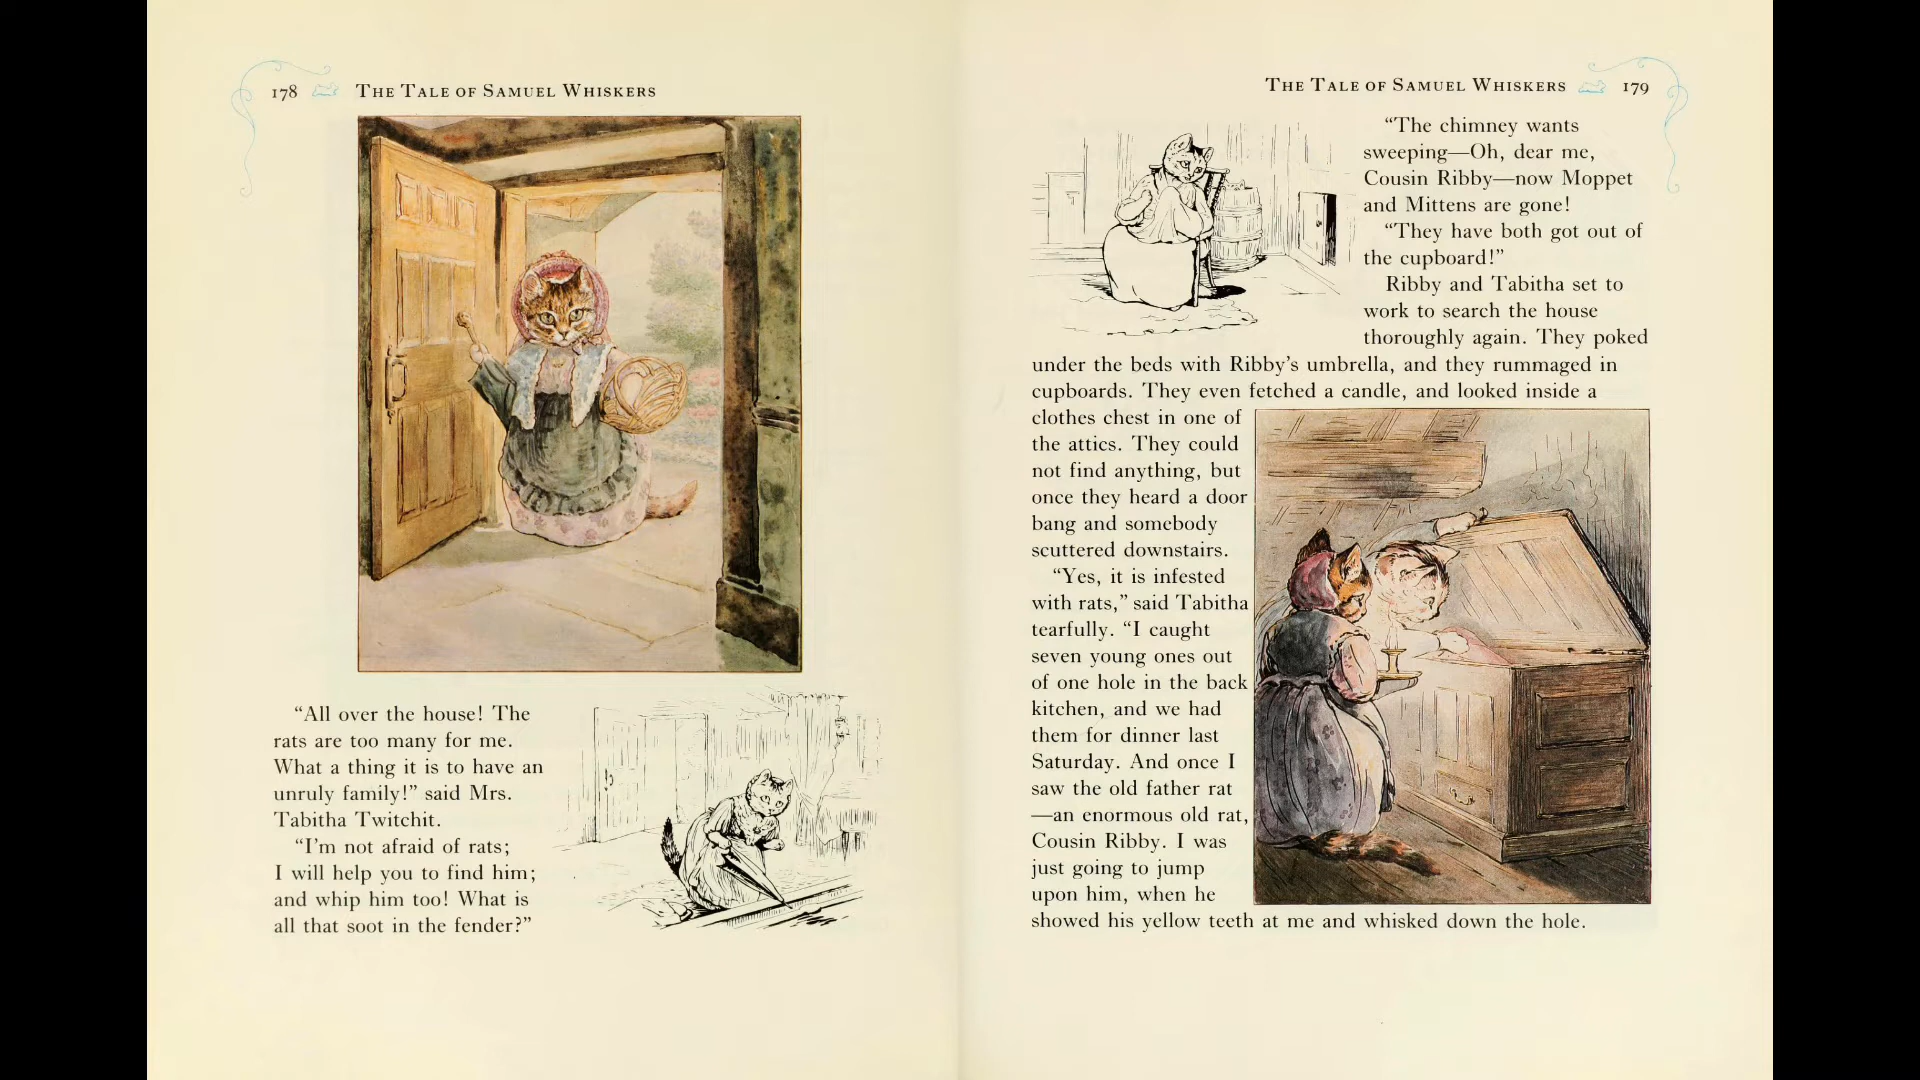 178 THE TALE OF SAMUEL WHISKERS
“All over the house! The
rats are too many for me.
What a thing it is to have an
unruly family!” said Mrs.
Tabitha Twitchit.
“I'm not afraid of rats;
I will help you to find him;
and whip him too! What is
all that soot in the fender?”
THE TALE OF SAMUEL WHISKERS 179
“The chimney wants
sweeping—Oh, dear me,
Cousin Ribby—now Moppet
and Mittens are gone!
“They have both got out of
the cupboard!”
Ribby and Tabitha set to
work to search the house
thoroughly again. They poked
under the beds with Ribby's umbrella, and they rummaged in
cupboards. They even fetched a candle, and looked inside a
clothes chest in one of
the attics. They could
not find anything, but
once they heard a door
bang and somebody
scuttered downstairs.
“Yes, it is infested
with rats,” said Tabitha
tearfully. “I caught
seven young ones out
of one hole in the back
kitchen, and we had
them for dinner last
Saturday. And once I
saw the old father rat
—an enormous old rat,
Cousin Ribby. I was
just going to jump
upon him, when he
showed his yellow teeth at me and whisked down the hole.